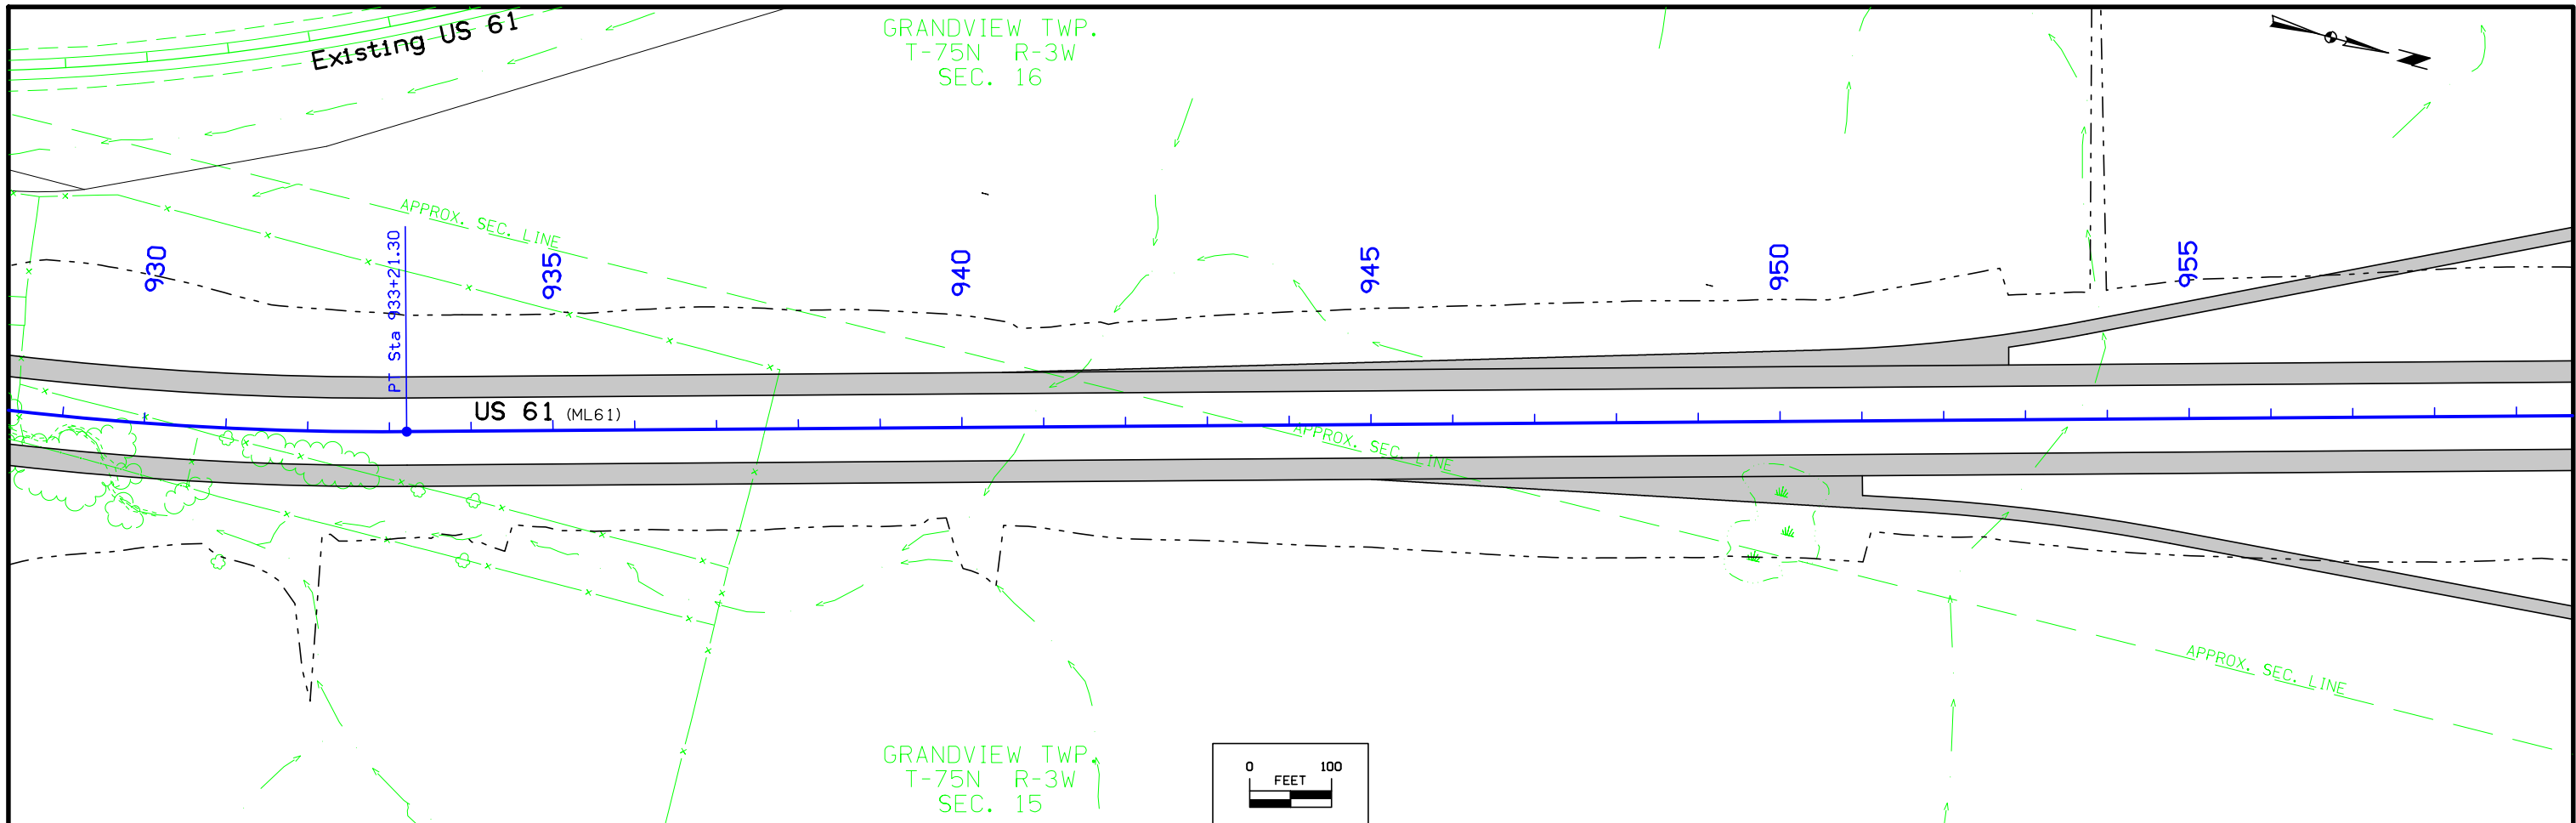 Existing US 61
GRANDVIEW TWP.
T-75N R-3W
SEC. 16
N
APPROX. SEC. LINE
930
PT Sta 933+21.30
935
940
945
950
955
US 61 (ML61)
APPROX. SEC. LINE
APPROX. SEC. LINE
GRANDVIEW TWP.
T-75N R-3W
SEC. 15
0 100
FEET